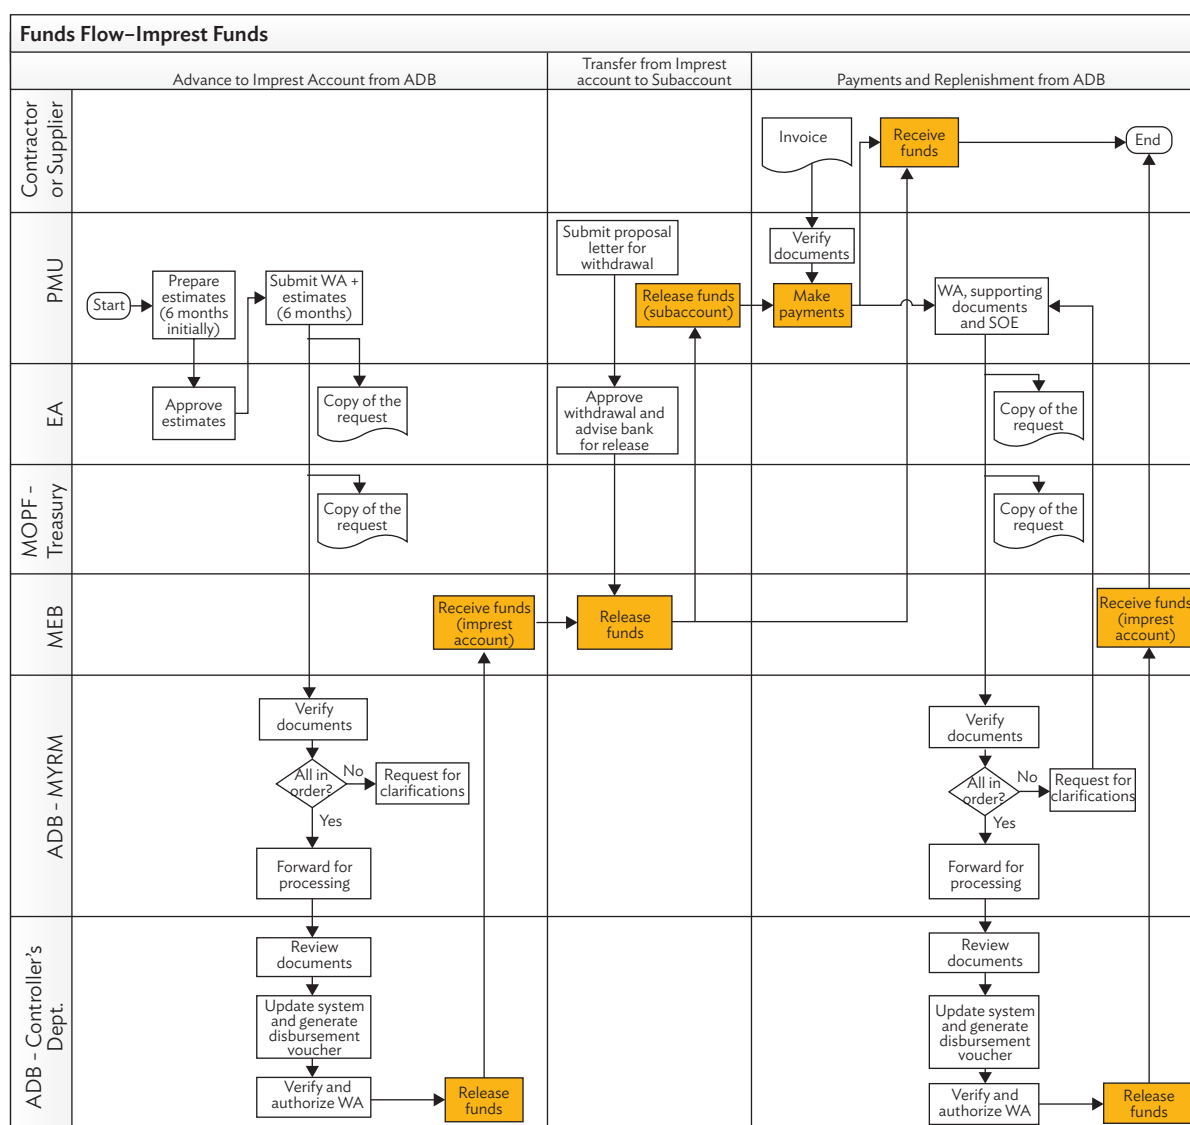 Funds Flow–Imprest Funds
Advance to Imprest Account from ADB
Transfer from Imprest
account to Subaccount
Payments and Replenishment from ADB
Contractor
or Supplier
Invoice
Receive
funds
End
PMU
Start
Prepare
estimates
(6 months
initially)
Submit WA +
estimates
(6 months)
Submit proposal
letter for
withdrawal
Release funds
(subaccount)
Verify
documents
Make
payments
WA, supporting
documents
and SOE
EA
Approve
estimates
Copy of the
request
Approve
withdrawal and
advise bank
for release
Copy of the
request
MOPF –
Treasury
Copy of the
request
Copy of the
request
MEB
Receive funds
(imprest
account)
Release
funds
Receive funds
(imprest
account)
ADB – MYRM
Verify
documents
All in
order?
No
Request for
clarifications
Yes
Forward for
processing
Verify
documents
All in
order?
No
Request for
clarifications
Yes
Forward for
processing
ADB – Controller's
Dept.
Review
documents
Update system
and generate
disbursement
voucher
Verify and
authorize WA
Release
funds
Review
documents
Update system
and generate
disbursement
voucher
Verify and
authorize WA
Release
funds